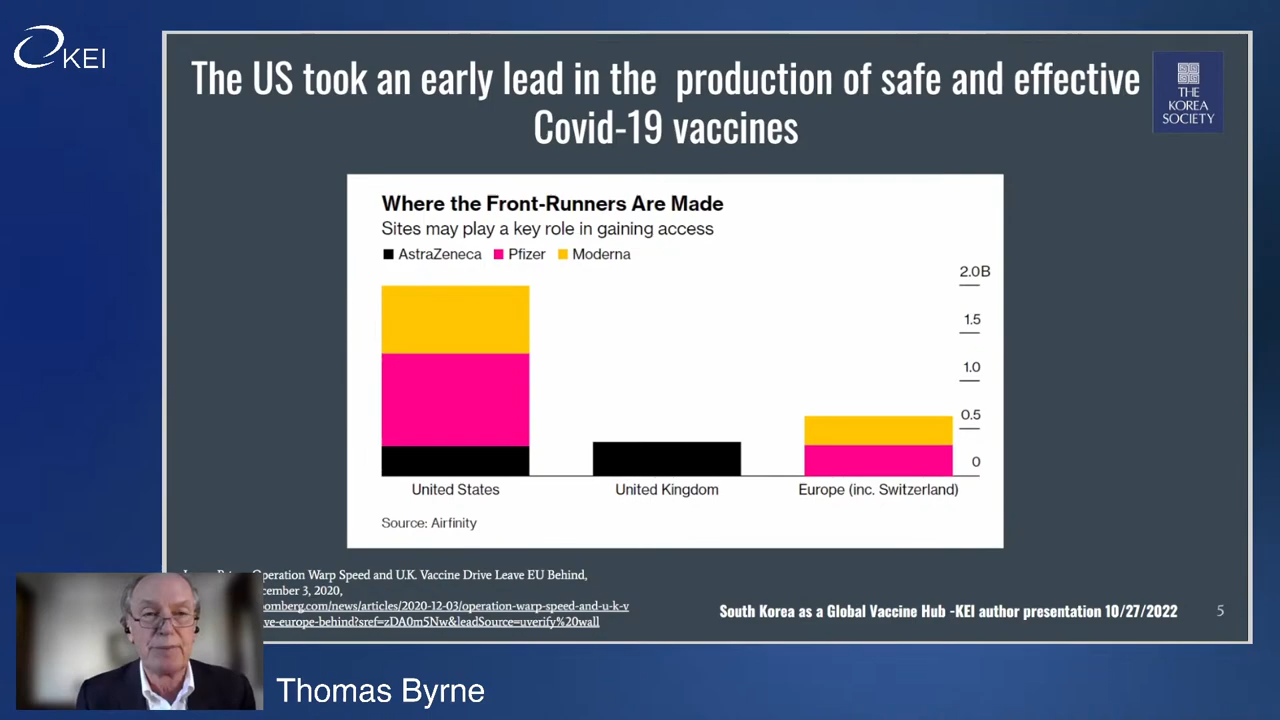 KEI
The US took an early lead in the production of safe and effective
Covid-19 vaccines
THE
KOREA
SOCIETY
Where the Front-Runners Are Made
Sites may play a key role in gaining access
AstraZeneca Pfizer Moderna
2.0B
1.5
1.0
0.5
0
United States United Kingdom Europe (inc. Switzerland)
Source: Airfinity
Operation Warp Speed and U.K. Vaccine Drive Leave EU Behind,
cember 3, 2020,
oomberg.com/news/articles/2020-12-03/operation-warp-speed-and-u-k-v
ve-europe-behind?sref=zDA0m5Nw&leadSource=uverify%20wall
South Korea as a Global Vaccine Hub -KEI author presentation 10/27/2022 5
Thomas Byrne